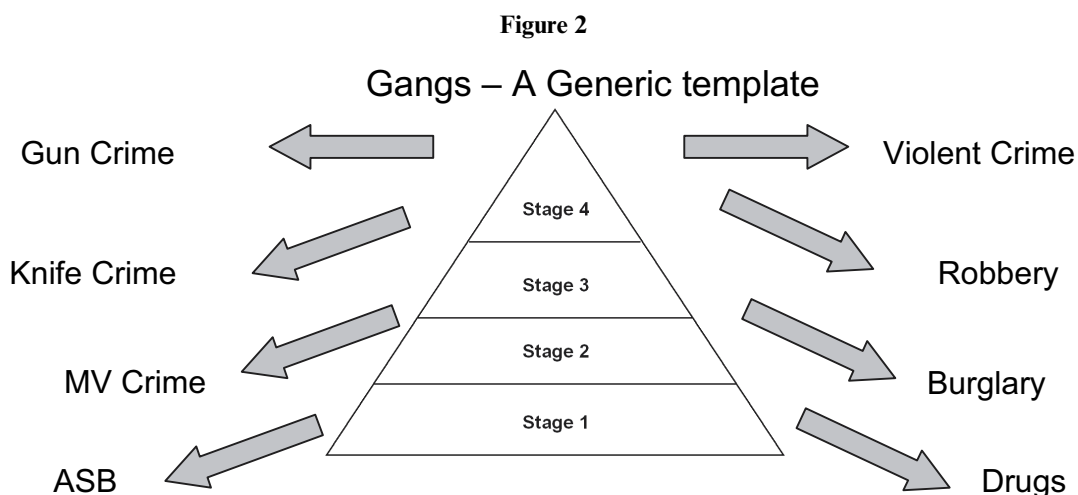 Figure 2
Gangs – A Generic template
Gun Crime
Violent Crime
Stage 4
Knife Crime
Stage 3
Robbery
Stage 2
MV Crime
Burglary
Stage 1
ASB
Drugs